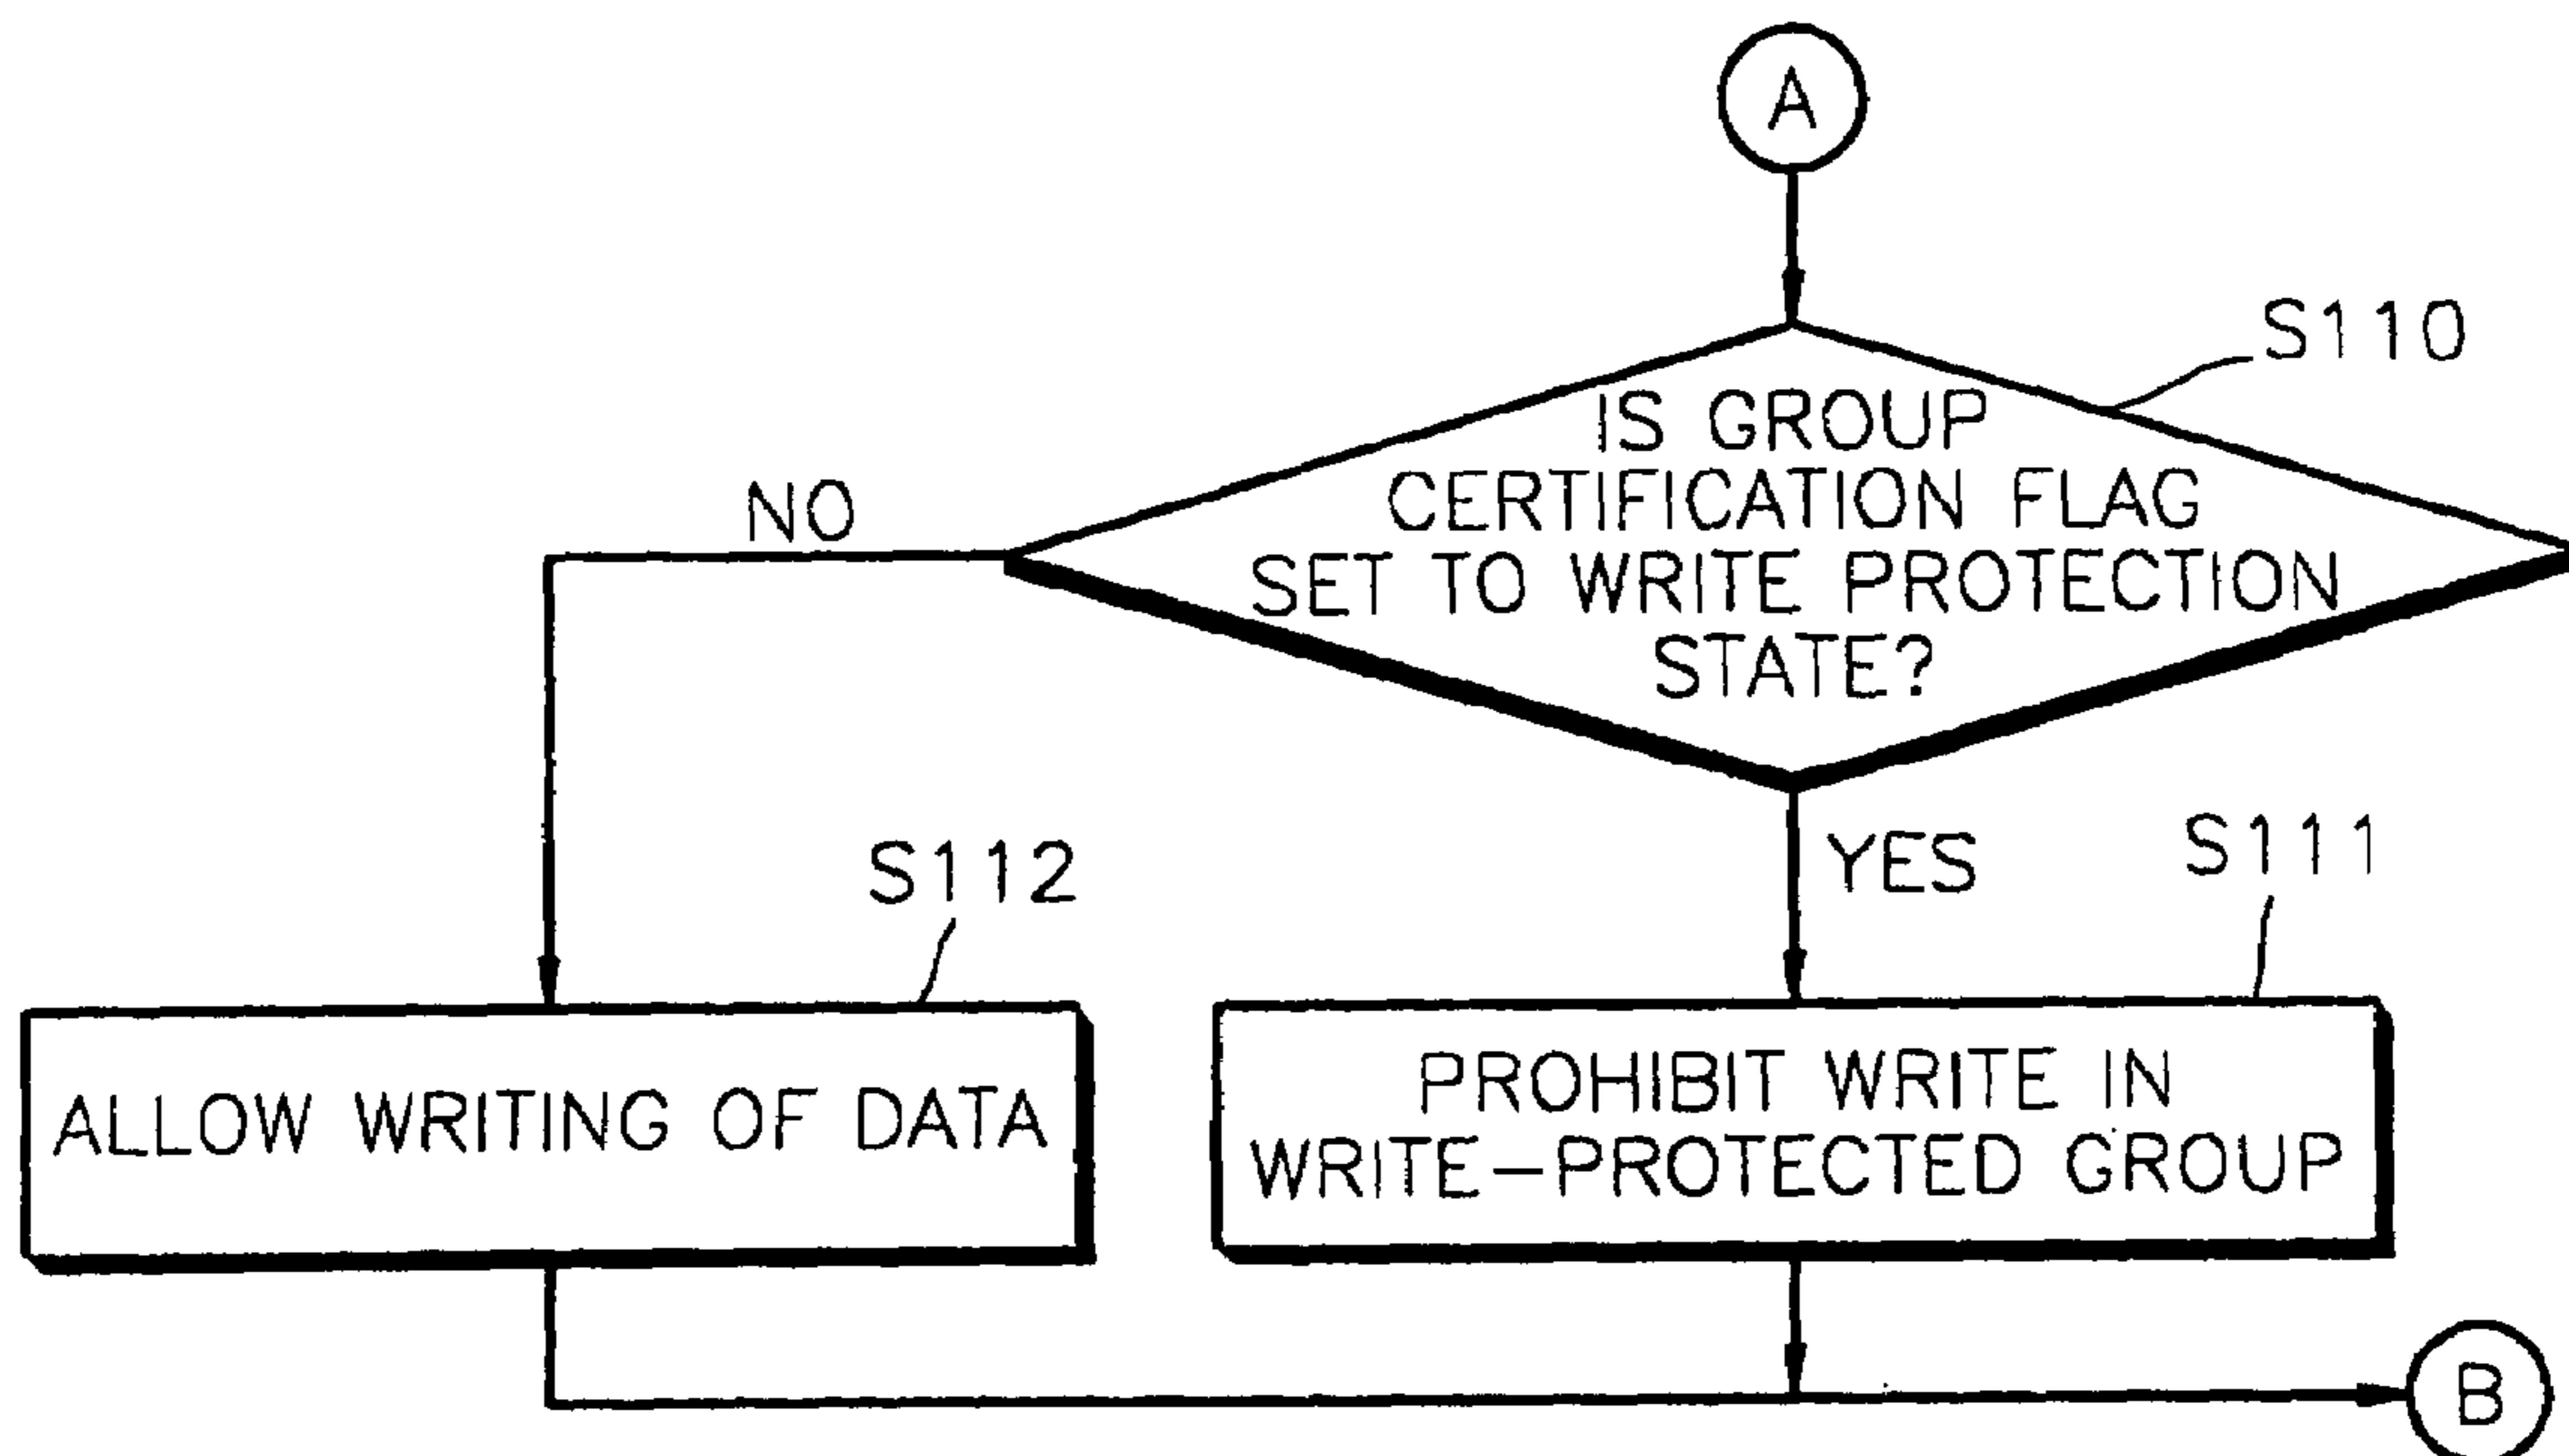 A
S110
IS GROUP
CERTIFICATION FLAG
SET TO WRITE PROTECTION
STATE?
NO
YES
S112
S111
ALLOW WRITING OF DATA
PROHIBIT WRITE IN
WRITE-PROTECTED GROUP
B